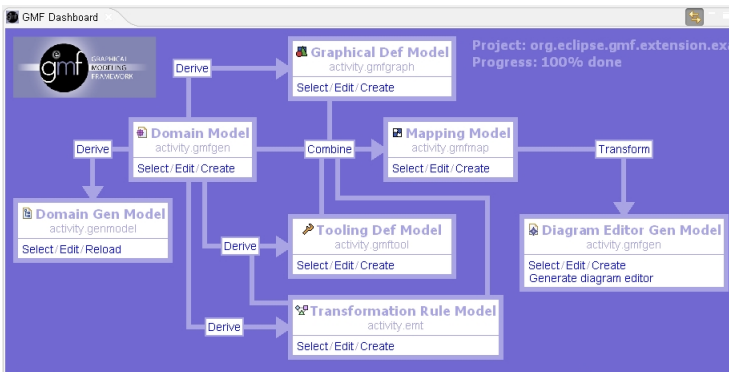 GMF Dashboard
gmf GRAPHICAL
MODELING
FRAMEWORK
Project: org.eclipse.gmf.extension.ex
Progress: 100% done
Derive
Graphical Def Model
activity.gmfgraph
Select/Edit/Create
Derive
Domain Model
activity.gmfgen
Select/Edit/Create
Combine
Mapping Model
activity.gmfmap
Select/Edit/Create
Transform
Domain Gen Model
activity.genmodel
Select/Edit/Reload
Derive
Tooling Def Model
activity.gmftool
Select/Edit/Create
Diagram Editor Gen Model
activity.gmfgen
Select/Edit/Create
Generate diagram editor
Derive
Transformation Rule Model
activity.emt
Select/Edit/Create